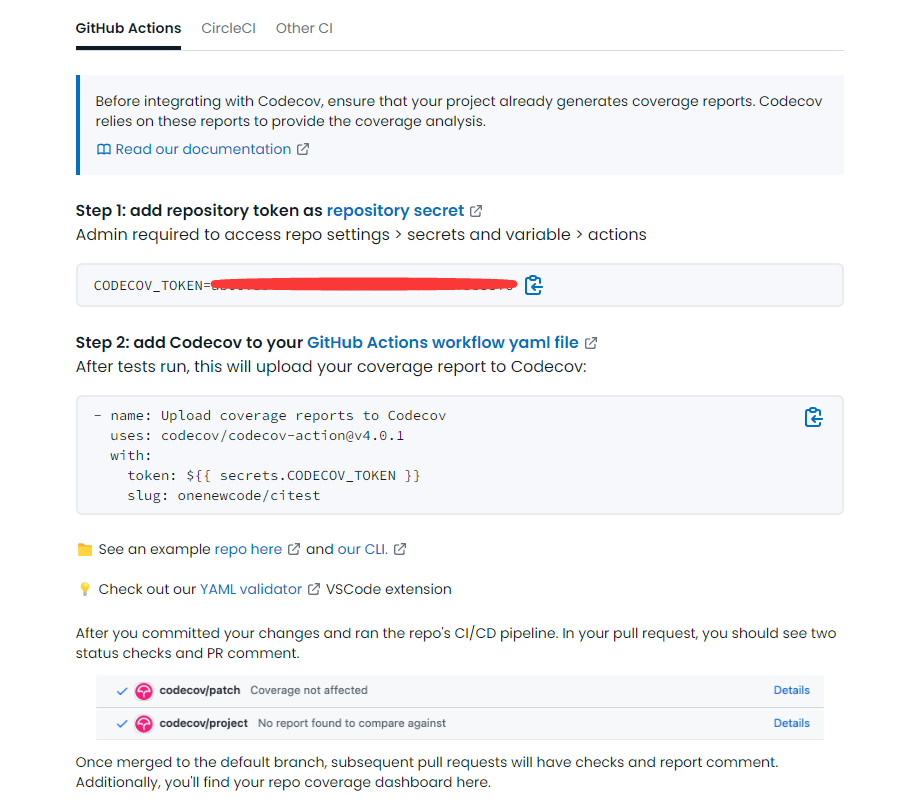 GitHub Actions CircleCI Other CI
Before integrating with Codecov, ensure that your project already generates coverage reports. Codecov
relies on these reports to provide the coverage analysis.
Read our documentation
Step 1: add repository token as repository secret
Admin required to access repo settings > secrets and variable > actions
CODECOV_TOKEN=
Step 2: add Codecov to your GitHub Actions workflow yaml file
After tests run, this will upload your coverage report to Codecov:
- name: Upload coverage reports to Codecov
uses: codecov/codecov-action@v4.0.1
with:
token: ${{ secrets.CODECOV_TOKEN }}
slug: onenewcode/citest
See an example repo here and our CLI.
Check out our YAML validator VSCode extension
After you committed your changes and ran the repo's CI/CD pipeline. In your pull request, you should see two
status checks and PR comment.
codecov/patch Coverage not affected Details
codecov/project No report found to compare against Details
Once merged to the default branch, subsequent pull requests will have checks and report comment.
Additionally, you'll find your repo coverage dashboard here.